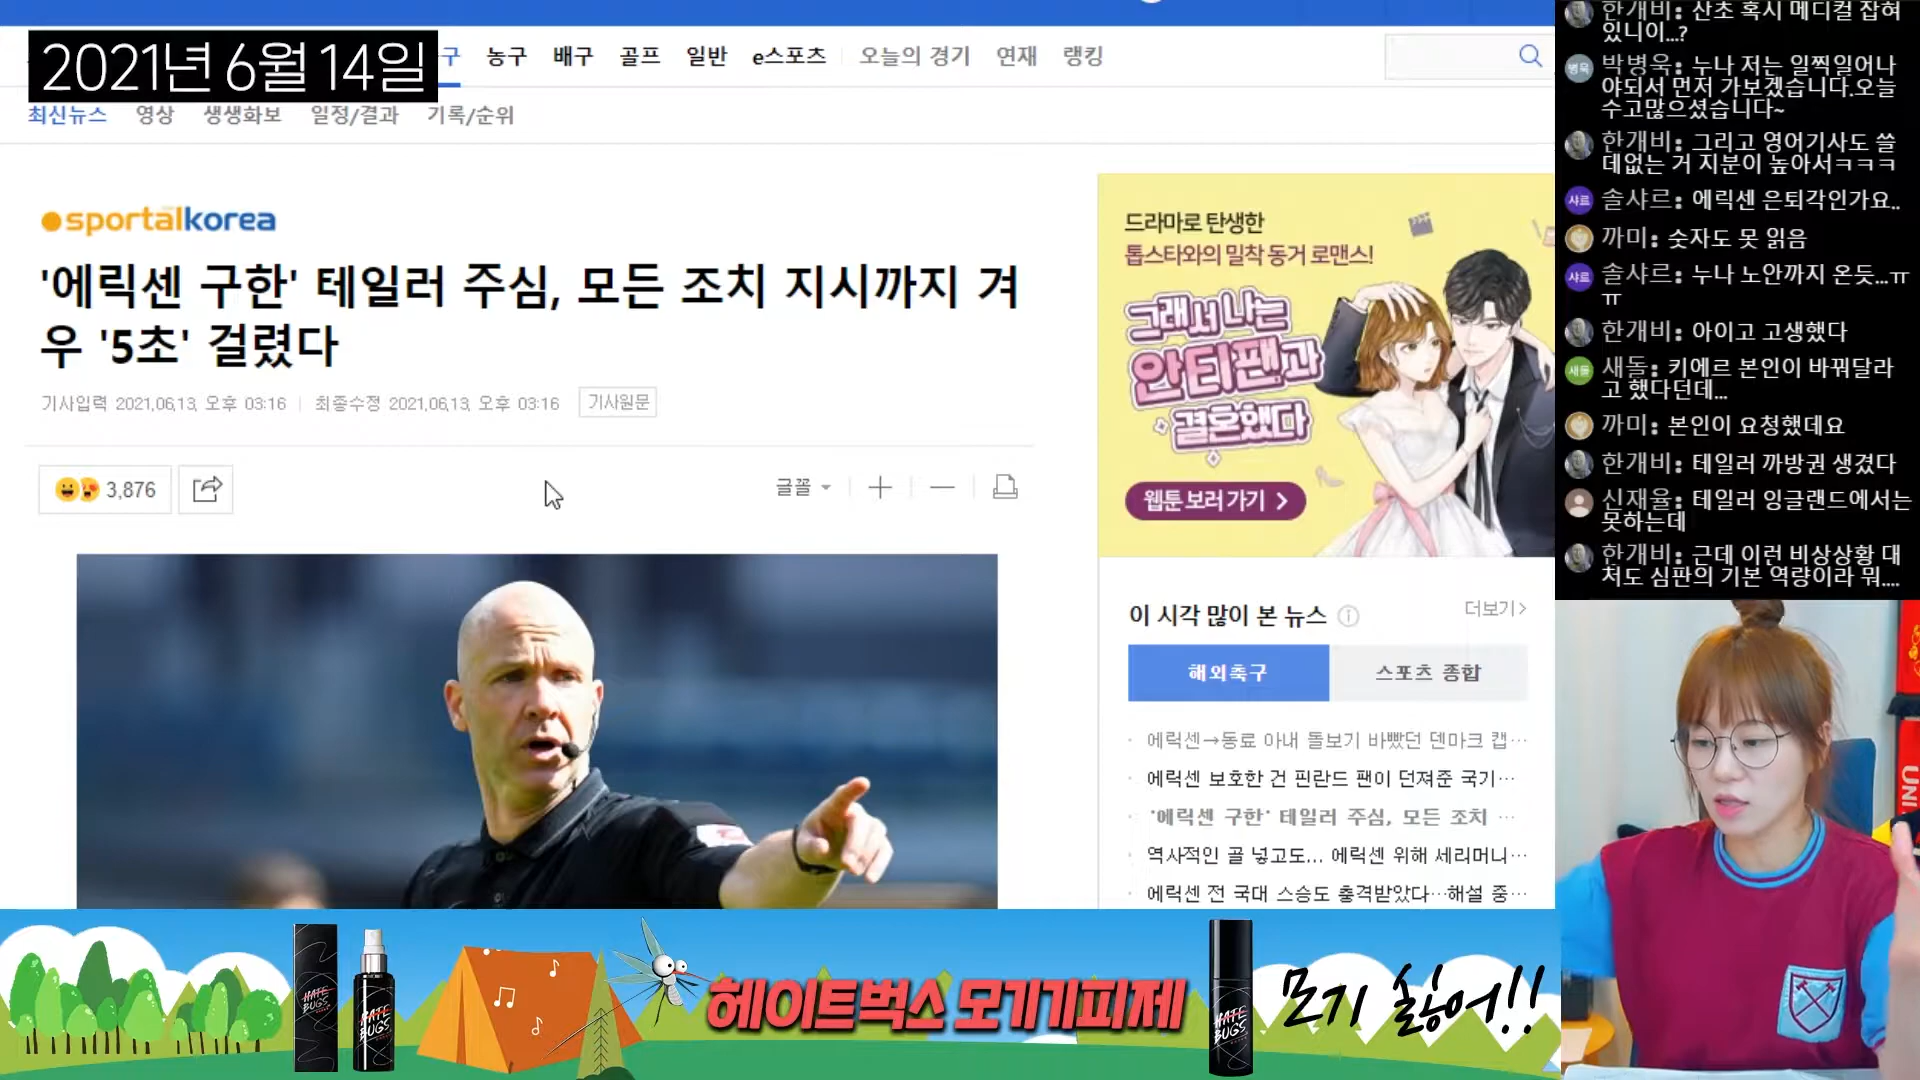 2021년 6월 14일
구 농구 배구 골프 일반 e스포츠 오늘의 경기 연재 랭킹
최신뉴스 영상 생생화보 일정/결과 기록/순위
sportalkorea
'에릭센 구한' 테일러 주심, 모든 조치 지시까지 겨
우 '5초' 걸렸다
기사입력 2021.06.13. 오후 03:16 최종수정 2021.06.13. 오후 03:16 기사원문
3,876
글꼴
드라마로 탄생한
톱스타와의 밀착 동거 로맨스!
그래서 나는
안티팬과
결혼했다
웹툰 보러 가기 >
이 시각 많이 본 뉴스
더보기 >
해외축구 스포츠 종합
에릭센→동료 아내 돌보기 바빴던 덴마크 캡…
에릭센 보호한 건 핀란드 팬이 던져준 국기…
'에릭센 구한' 테일러 주심, 모든 조치 …
역사적인 골 넣고도... 에릭센 위해 세리머니…
에릭센 전 국대 스승도 충격받았다…해설 중…
HATE BUGS
HATE BUGS
헤이트벅스 모기기피제
HATE BUGS
모기 싫어!!
한개비: 산초 혹시 메디컬 잡혀
있니이...?
병욱
박병욱: 누나 저는 일찍일어나
야되서 먼저 가보겠습니다.오늘
수고많으셨습니다~
한개비: 그리고 영어기사도 쓸
데없는 거 지분이 높아서ㅋㅋㅋ
샤르
솔샤르: 에릭센 은퇴각인가요..
까미: 숫자도 못 읽음
샤르
솔샤르: 누나 노안까지 온듯...ㅠ
ㅠ
한개비: 아이고 고생했다
새돌
새돌: 키에르 본인이 바꿔달라
고 했다던데...
까미: 본인이 요청했데요
한개비: 테일러 까방권 생겼다
신재율: 테일러 잉글랜드에서는
못하는데
한개비: 근데 이런 비상상황 대
처도 심판의 기본 역량이라 뭐....
UNI